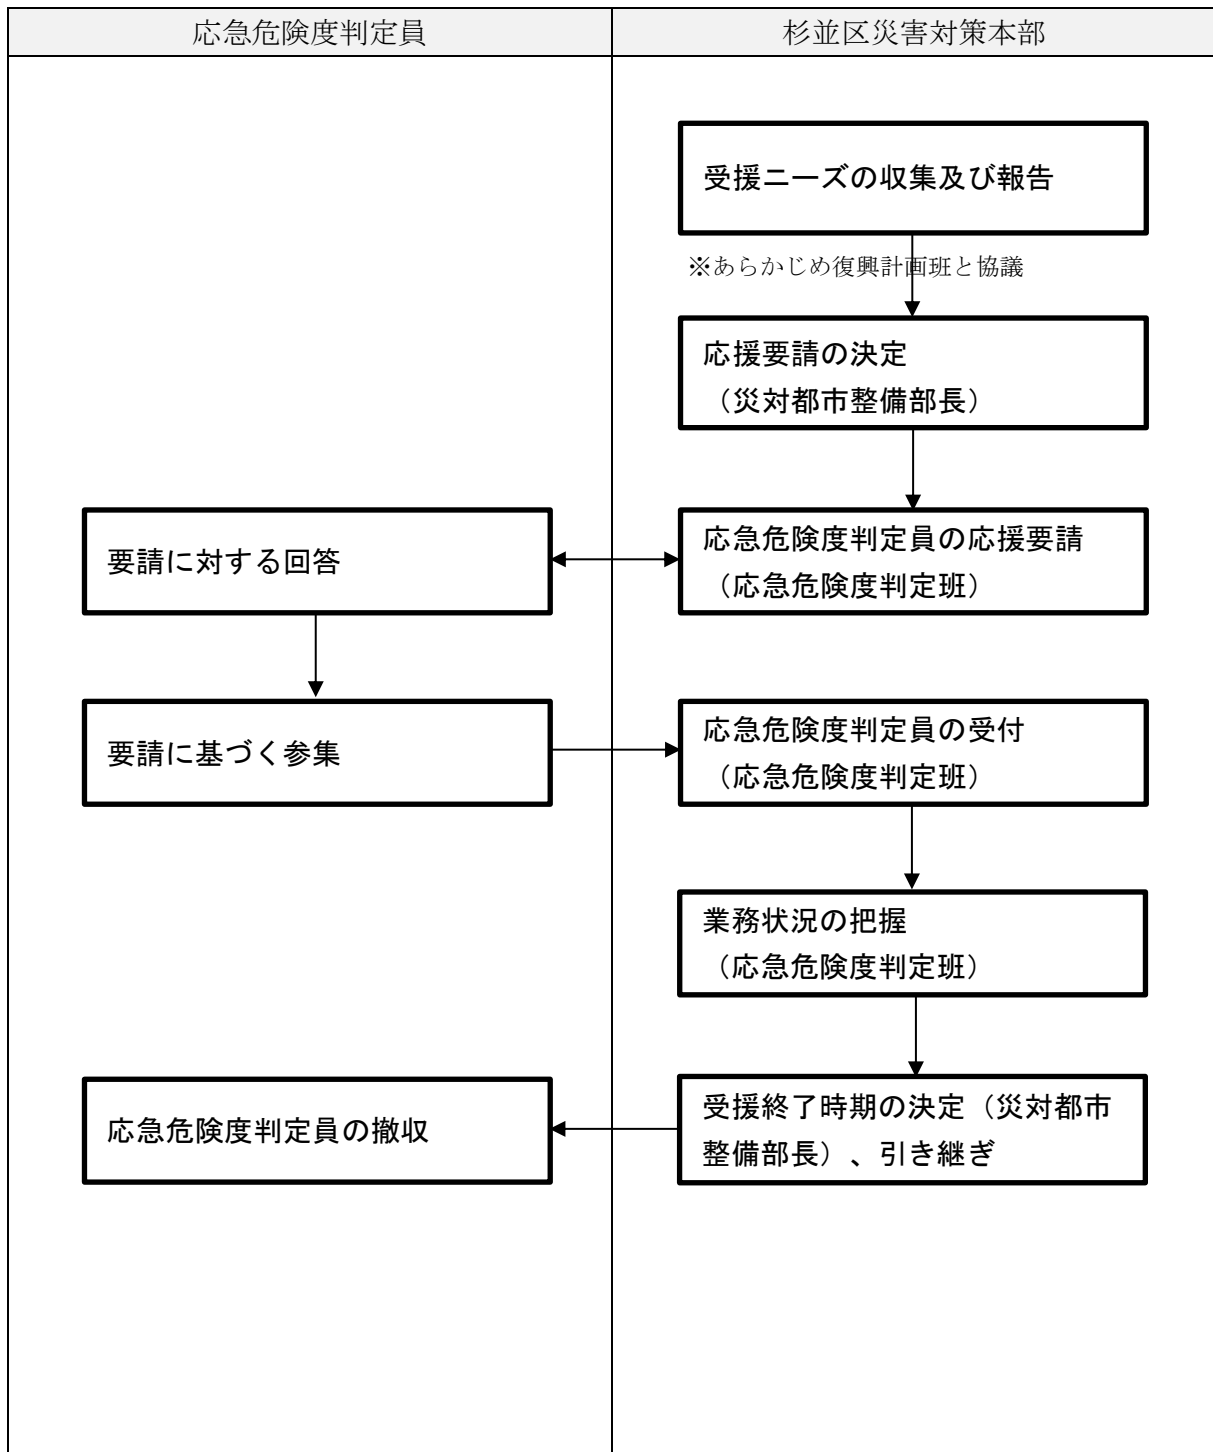 応急危険度判定員
杉並区災害対策本部
受援ニーズの収集及び報告
※あらかじめ復興計画班と協議
応援要請の決定
（災対都市整備部長）
要請に対する回答
応急危険度判定員の応援要請
（応急危険度判定班）
要請に基づく参集
応急危険度判定員の受付
（応急危険度判定班）
業務状況の把握
（応急危険度判定班）
応急危険度判定員の撤収
受援終了時期の決定（災対都市
整備部長）、引き継ぎ